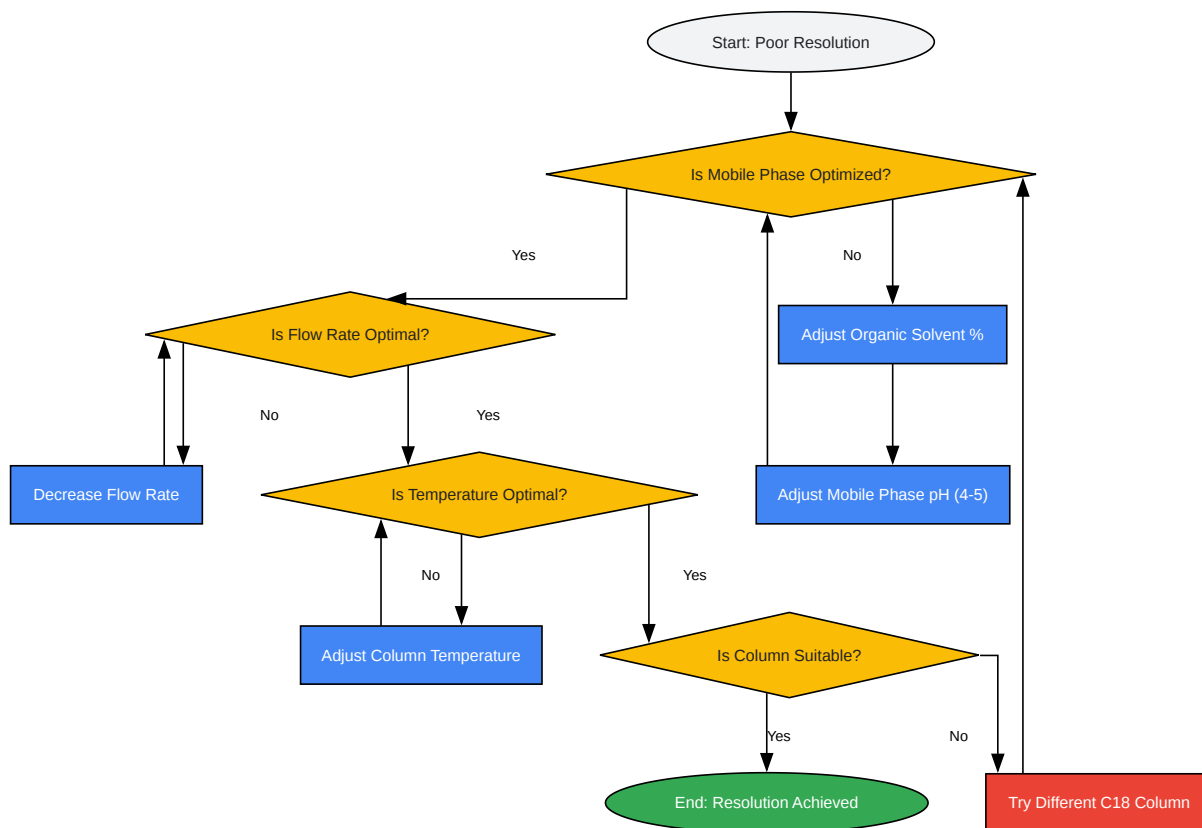 Start: Poor Resolution
Is Mobile Phase Optimized?
Yes
No
Is Flow Rate Optimal?
Adjust Organic Solvent %
No
Yes
Decrease Flow Rate
Is Temperature Optimal?
Adjust Mobile Phase pH (4-5)
No
Yes
Adjust Column Temperature
Is Column Suitable?
Yes
No
End: Resolution Achieved
Try Different C18 Column